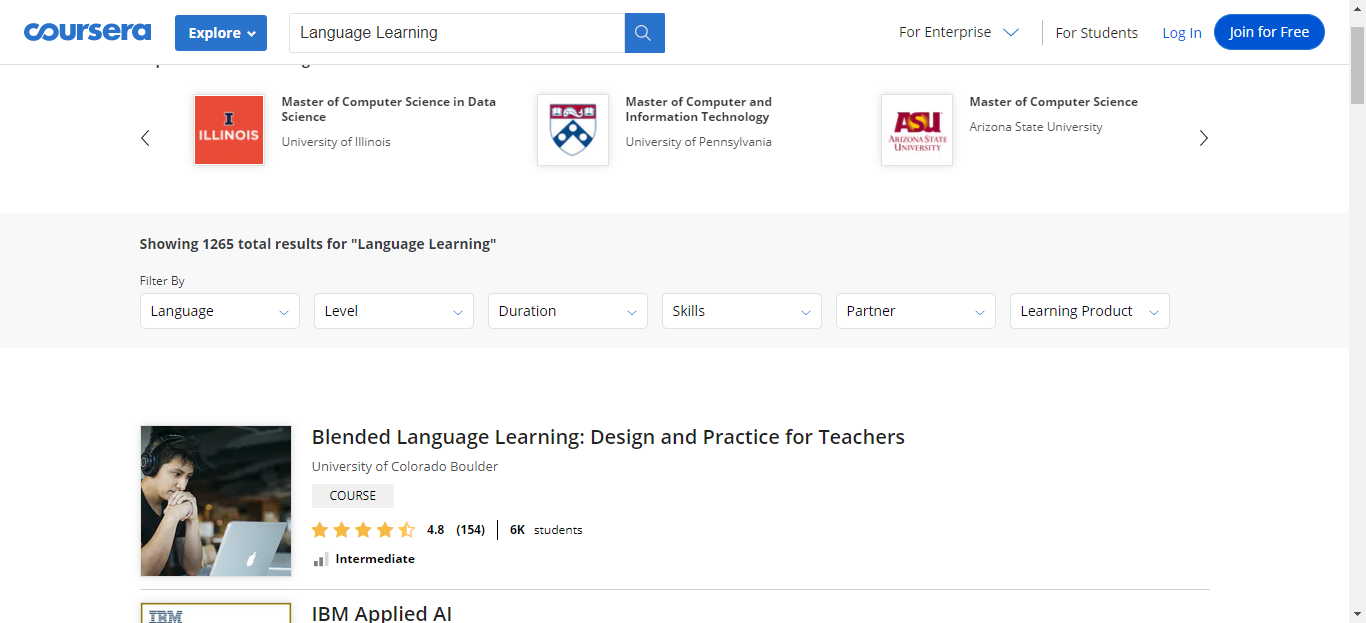 coursera
Explore
Language Learning
For Enterprise
For Students
Log In
Join for Free
I
ILLINOIS
Master of Computer Science in Data
Science
University of Illinois
Master of Computer and
Information Technology
University of Pennsylvania
ASU
ARIZONA STATE
UNIVERSITY
Master of Computer Science
Arizona State University
Showing 1265 total results for "Language Learning"
Filter By
Language
Level
Duration
Skills
Partner
Learning Product
Blended Language Learning: Design and Practice for Teachers
University of Colorado Boulder
COURSE
4.8 (154) 6K students
Intermediate
IBM
IBM Applied AI